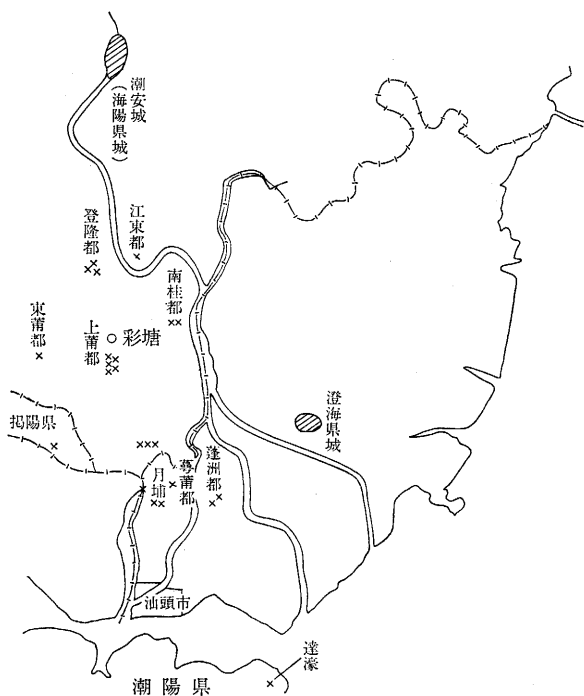 潮安城
(海陽県城)
江東都
登隆都
南桂都
東莆都
上莆都
彩塘
掲陽県
澄海県城
蓬洲都
蕚莆都
月埔
汕頭市
達濠
潮陽県